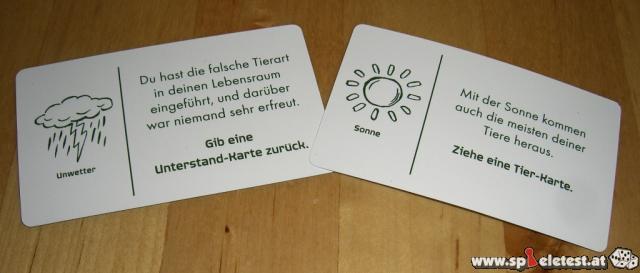 Du hast die falsche Tierart
in deinen Lebensraum
eingeführt, und darüber
war niemand sehr erfreut.
Gib eine
Unterstand-Karte zurück.
Unwetter
Mit der Sonne kommen
auch die meisten deiner
Tiere heraus.
Ziehe eine Tier-Karte.
Sonne
www.spieletest.at